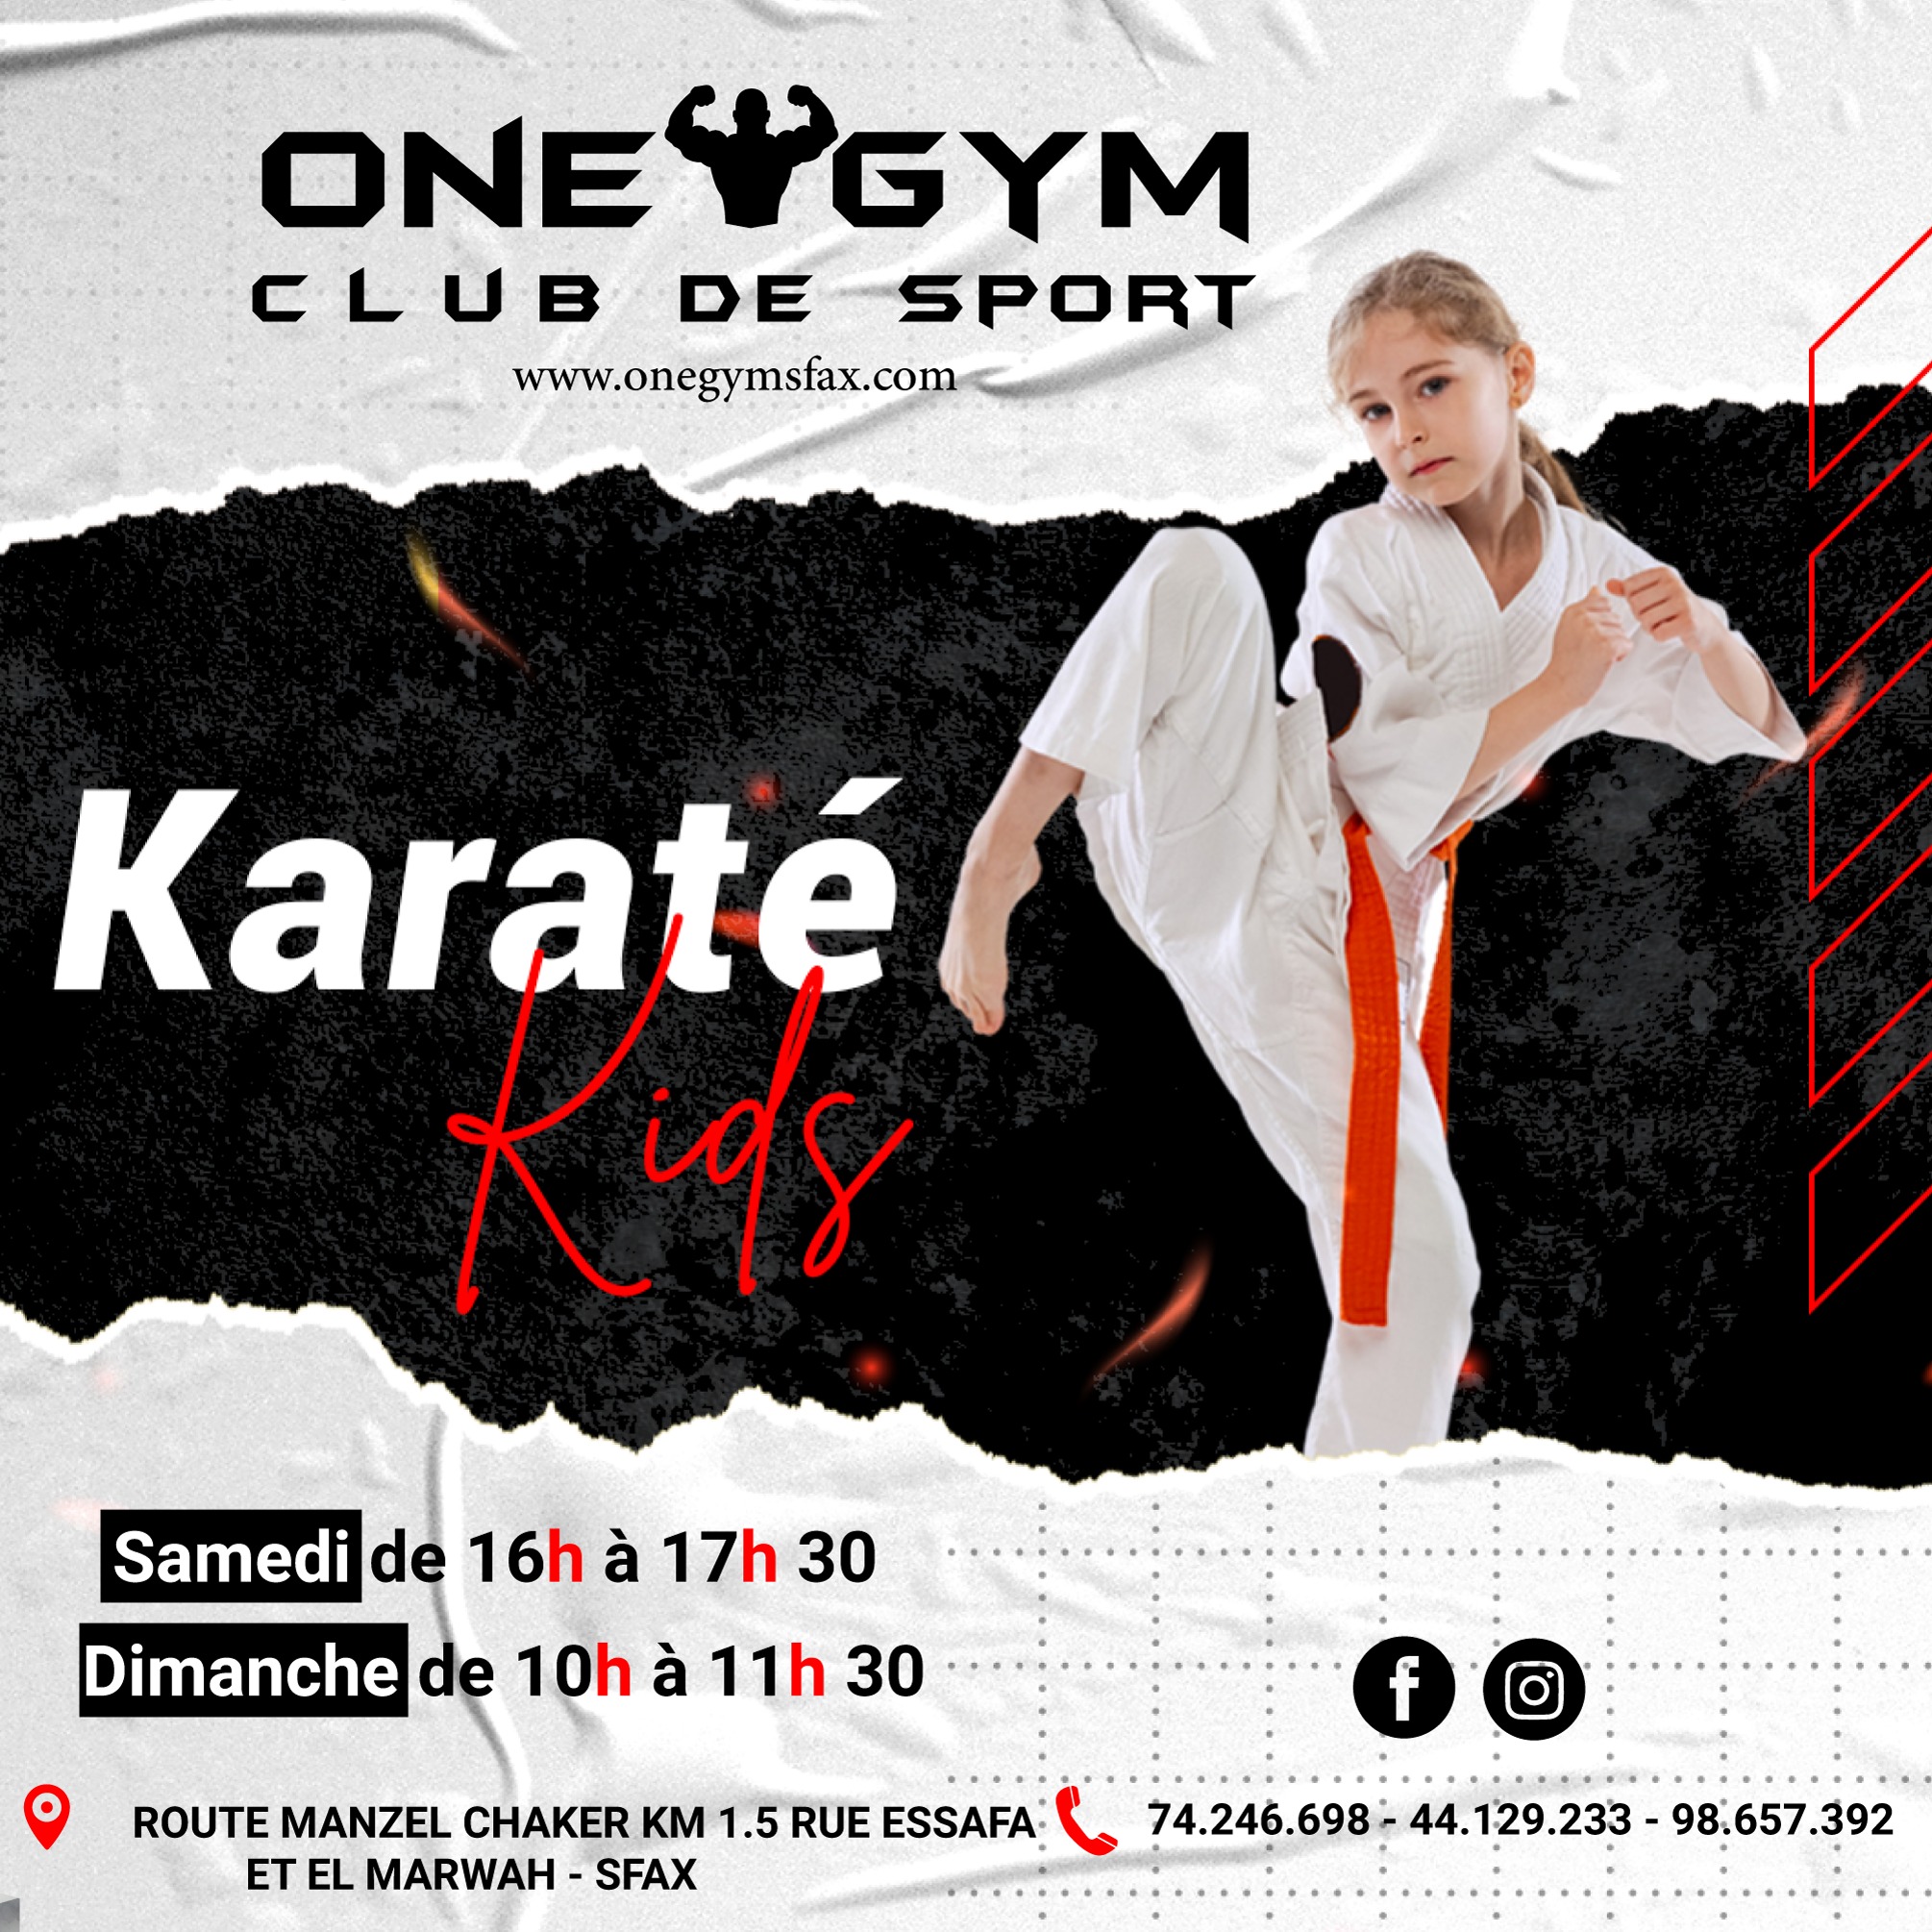 ONE GYM
CLUB DE SPORT
www.onegymsfax.com
Karaté
Kids
Samedi de 16h à 17h 30
Dimanche de 10h à 11h 30
ROUTE MANZEL CHAKER KM 1.5 RUE ESSAFA
ET EL MARWAH - SFAX
74.246.698 - 44.129.233 - 98.657.392